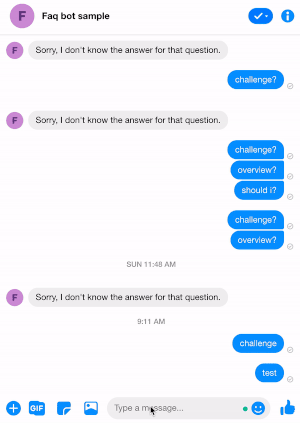 F Faq bot sample
F Sorry, I don't know the answer for that question.
challenge?
F Sorry, I don't know the answer for that question.
challenge?
overview?
should i?
challenge?
overview?
SUN 11:48 AM
F Sorry, I don't know the answer for that question.
9:11 AM
challenge
test
GIF Type a message...